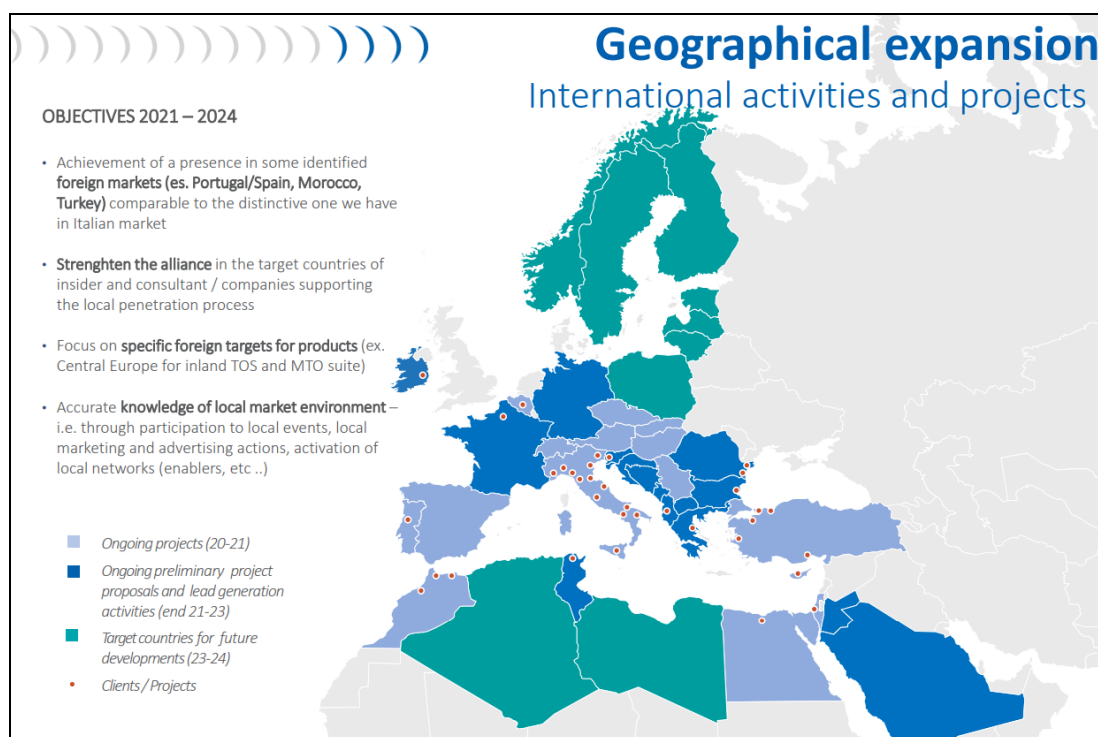 Geographical expansion
International activities and projects
OBJECTIVES 2021 – 2024
• Achievement of a presence in some identified
foreign markets (es. Portugal/Spain, Morocco,
Turkey) comparable to the distinctive one we have
in Italian market
• Strenghten the alliance in the target countries of
insider and consultant / companies supporting
the local penetration process
• Focus on specific foreign targets for products (ex.
Central Europe for inland TOS and MTO suite)
• Accurate knowledge of local market environment –
i.e. through participation to local events, local
marketing and advertising actions, activation of
local networks (enablers, etc ..)
Ongoing projects (20-21)
Ongoing preliminary project
proposals and lead generation
activities (end 21-23)
Target countries for future
developments (23-24)
Clients / Projects